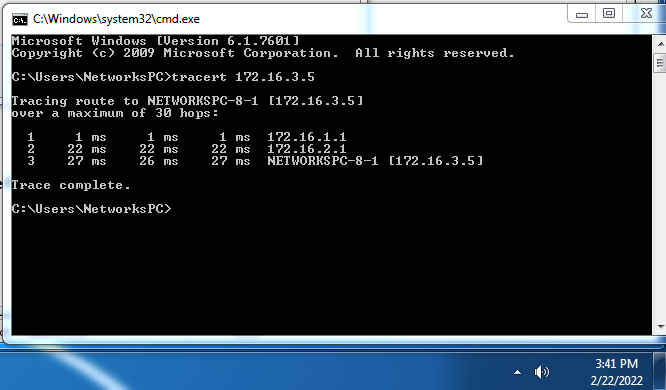 C:\Windows\system32\cmd.exe
Microsoft Windows [Version 6.1.7601]
Copyright (c) 2009 Microsoft Corporation.  All rights reserved.
C:\Users\NetworksPC>tracert 172.16.3.5
Tracing route to NETWORKSPC-8-1 [172.16.3.5]
over a maximum of 30 hops:
  1     1 ms     1 ms     1 ms  172.16.1.1
  2    22 ms    22 ms    22 ms  172.16.2.1
  3    27 ms    26 ms    27 ms  NETWORKSPC-8-1 [172.16.3.5]
Trace complete.
C:\Users\NetworksPC>
3:41 PM
2/22/2022